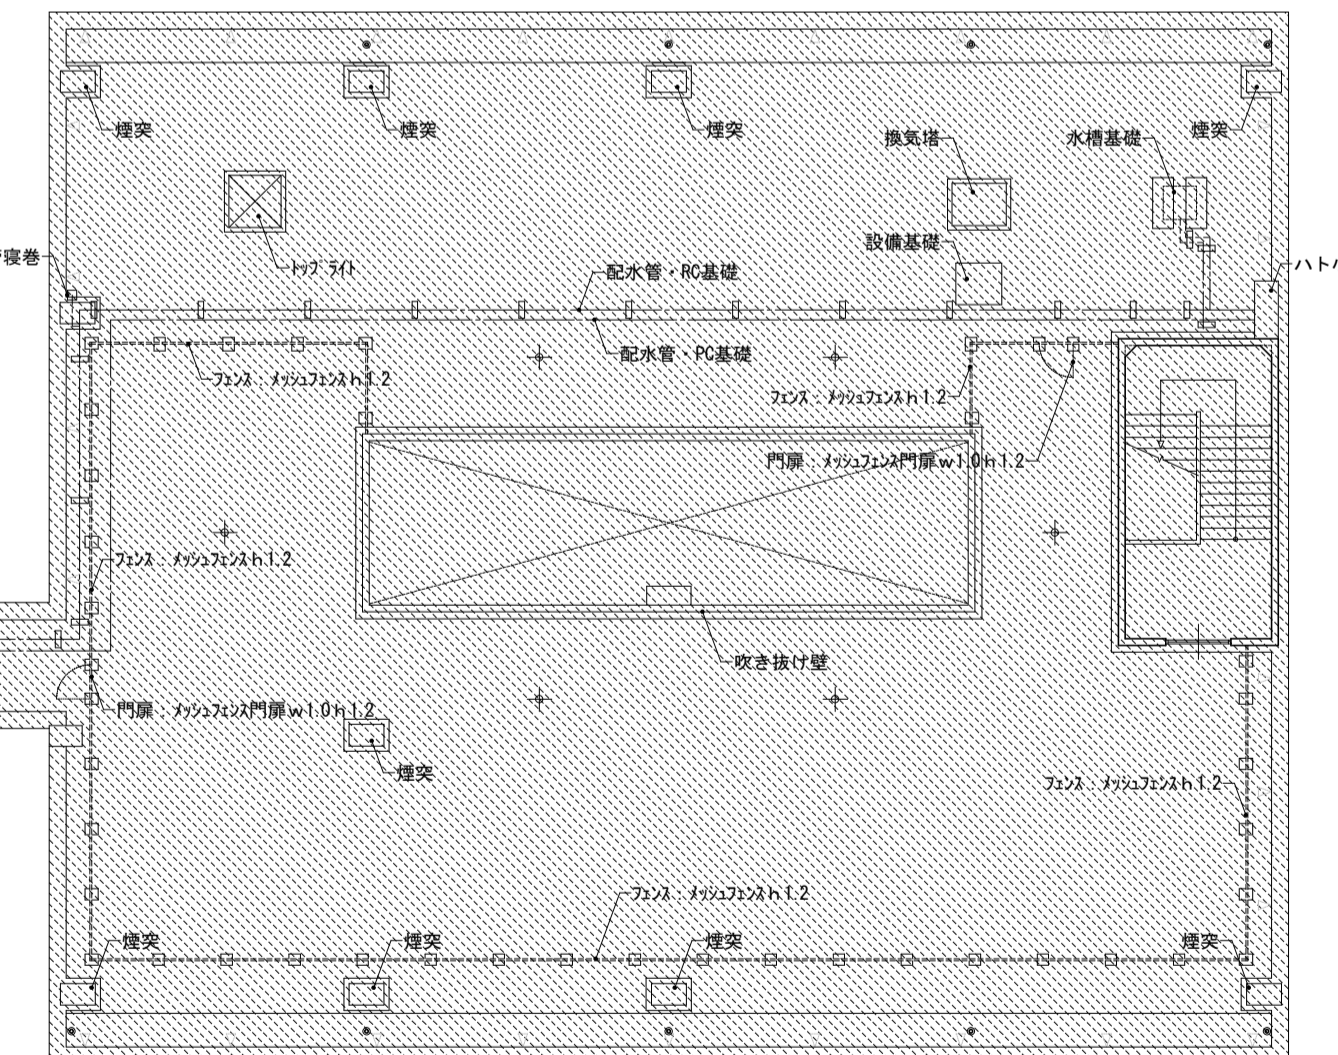 煙突
煙突
煙突
煙突
換気塔
水槽基礎
設備基礎
寝巻
ﾄｯﾌﾟﾗｲﾄ
配水管・RC基礎
ハト
配水管・PC基礎
フェンス：ﾒｯｼｭﾌｪﾝｽｈ1.2
フェンス：ﾒｯｼｭﾌｪﾝｽｈ1.2
門扉：ﾒｯｼｭﾌｪﾝｽ門扉ｗ1.0ｈ1.2
フェンス：ﾒｯｼｭﾌｪﾝｽｈ1.2
吹き抜け壁
門扉：ﾒｯｼｭﾌｪﾝｽ門扉ｗ1.0ｈ1.2
煙突
フェンス：ﾒｯｼｭﾌｪﾝｽｈ1.2
フェンス：ﾒｯｼｭﾌｪﾝｽｈ1.2
煙突
煙突
煙突
煙突